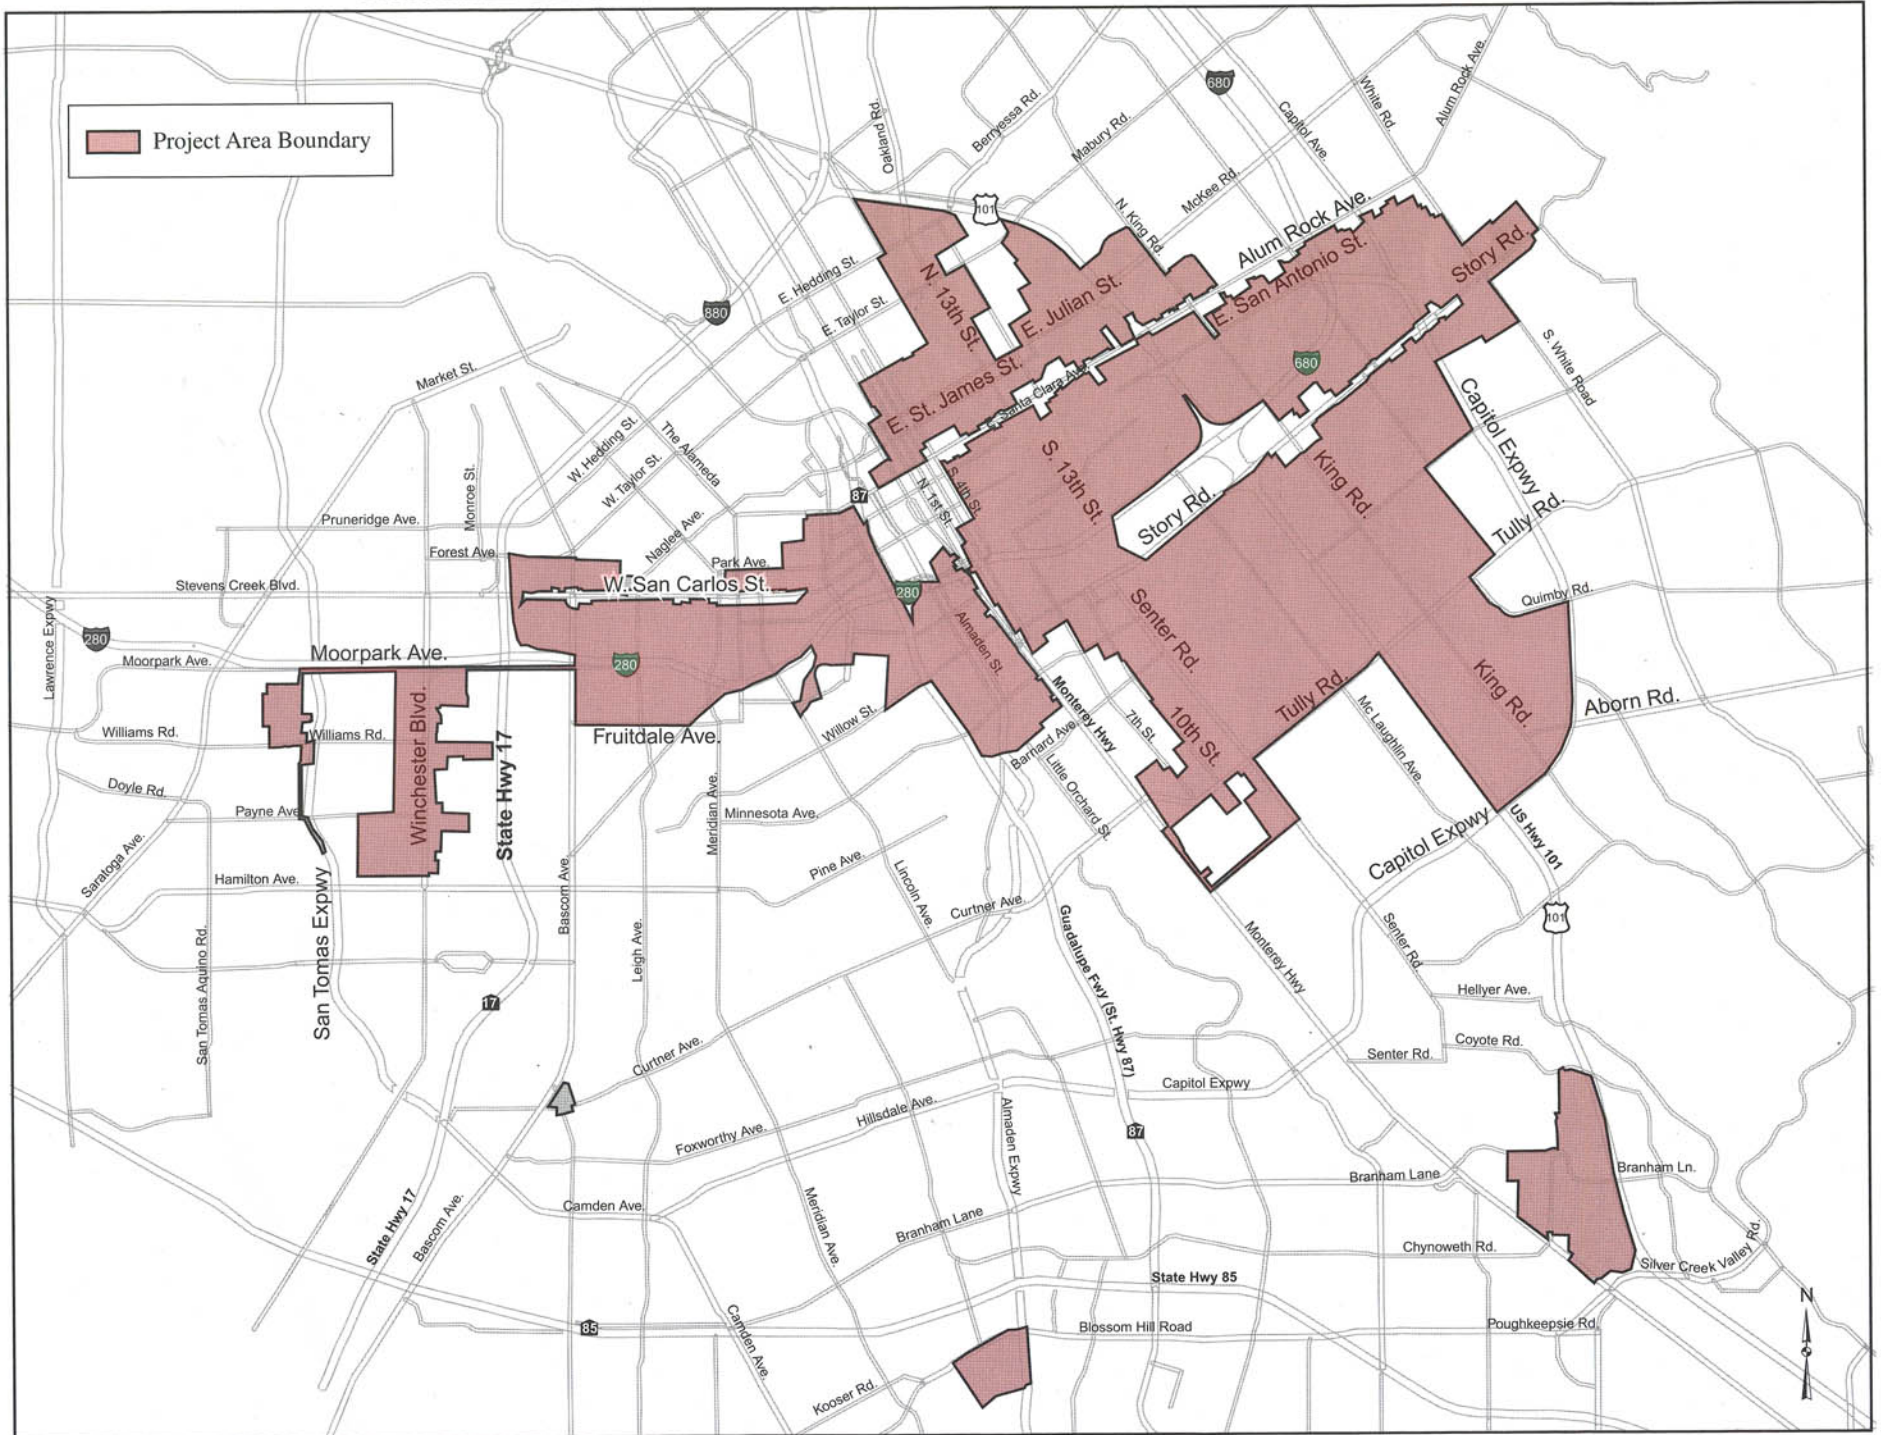 Project Area Boundary
Oakland Rd.
Berryessa Rd.
Mabury Rd.
680
Capitol Ave.
White Rd.
Alum Rock Ave.
McKee Rd.
N. King Rd.
101
Alum Rock Ave.
E. San Antonio St.
Story Rd.
E. Hedding St.
E. Taylor St.
N. 13th St.
E. Julian St.
880
E. St. James St.
E. Santa Clara Ave.
680
S. White Road
Capitol Expwy
Market St.
W. Hedding St.
W. Taylor St.
The Alameda
Monroe St.
87
N. 1st St.
S. 4th St.
S. 13th St.
King Rd.
Story Rd.
Tully Rd.
Pruneridge Ave.
Naglee Ave.
Forest Ave.
Park Ave.
Stevens Creek Blvd.
W. San Carlos St.
280
Quimby Rd.
Lawrence Expwy
280
Moorpark Ave.
Moorpark Ave.
280
Almaden St.
Senter Rd.
King Rd.
Tully Rd.
Aborn Rd.
Williams Rd.
Williams Rd.
Winchester Blvd.
State Hwy 17
Fruitdale Ave.
Willow St.
Monterey Hwy
7th St.
10th St.
Mc Laughlin Ave.
Barnard Ave.
Little Orchard St.
Doyle Rd.
Payne Ave
Meridian Ave.
Minnesota Ave.
Capitol Expwy
US Hwy 101
Saratoga Ave.
Hamilton Ave.
San Tomas Expwy
Bascom Ave.
Pine Ave.
Lincoln Ave.
Curtner Ave.
101
San Tomas Aquino Rd.
Leigh Ave.
Guadalupe Fwy (St. Hwy 87)
Monterey Hwy
Senter Rd.
17
Hellyer Ave.
Curtner Ave.
Coyote Rd.
Senter Rd.
Capitol Expwy
Foxworthy Ave.
Hillsdale Ave.
Almaden Expwy
87
State Hwy 17
Bascom Ave.
Camden Ave.
Meridian Ave.
Branham Lane
Branham Lane
Branham Ln.
Chynoweth Rd.
Silver Creek Valley Rd.
State Hwy 85
85
Camden Ave.
Blossom Hill Road
Poughkeepsie Rd.
Kooser Rd.
N